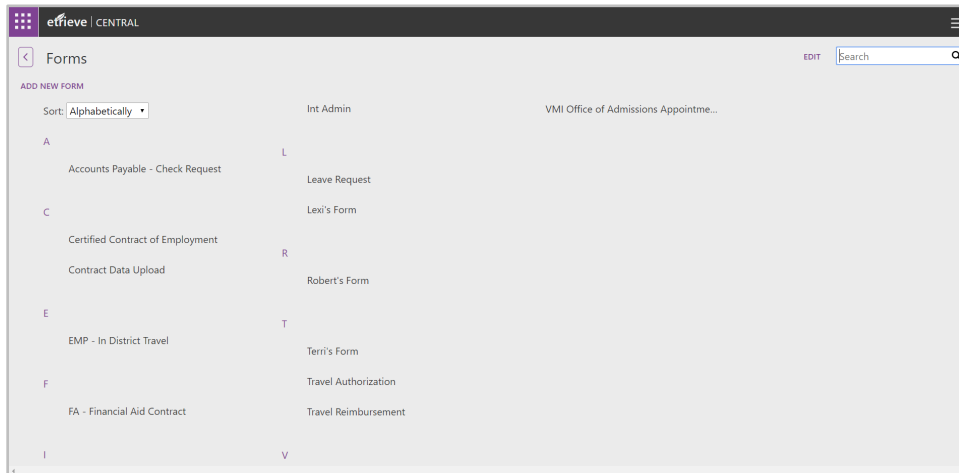 etrieve | CENTRAL
Forms
EDIT
Search
ADD NEW FORM
Sort: Alphabetically
A
Accounts Payable - Check Request
C
Certified Contract of Employment
Contract Data Upload
E
EMP - In District Travel
F
FA - Financial Aid Contract
I
Int Admin
L
Leave Request
Lexi's Form
R
Robert's Form
T
Terri's Form
Travel Authorization
Travel Reimbursement
V
VMI Office of Admissions Appointme...